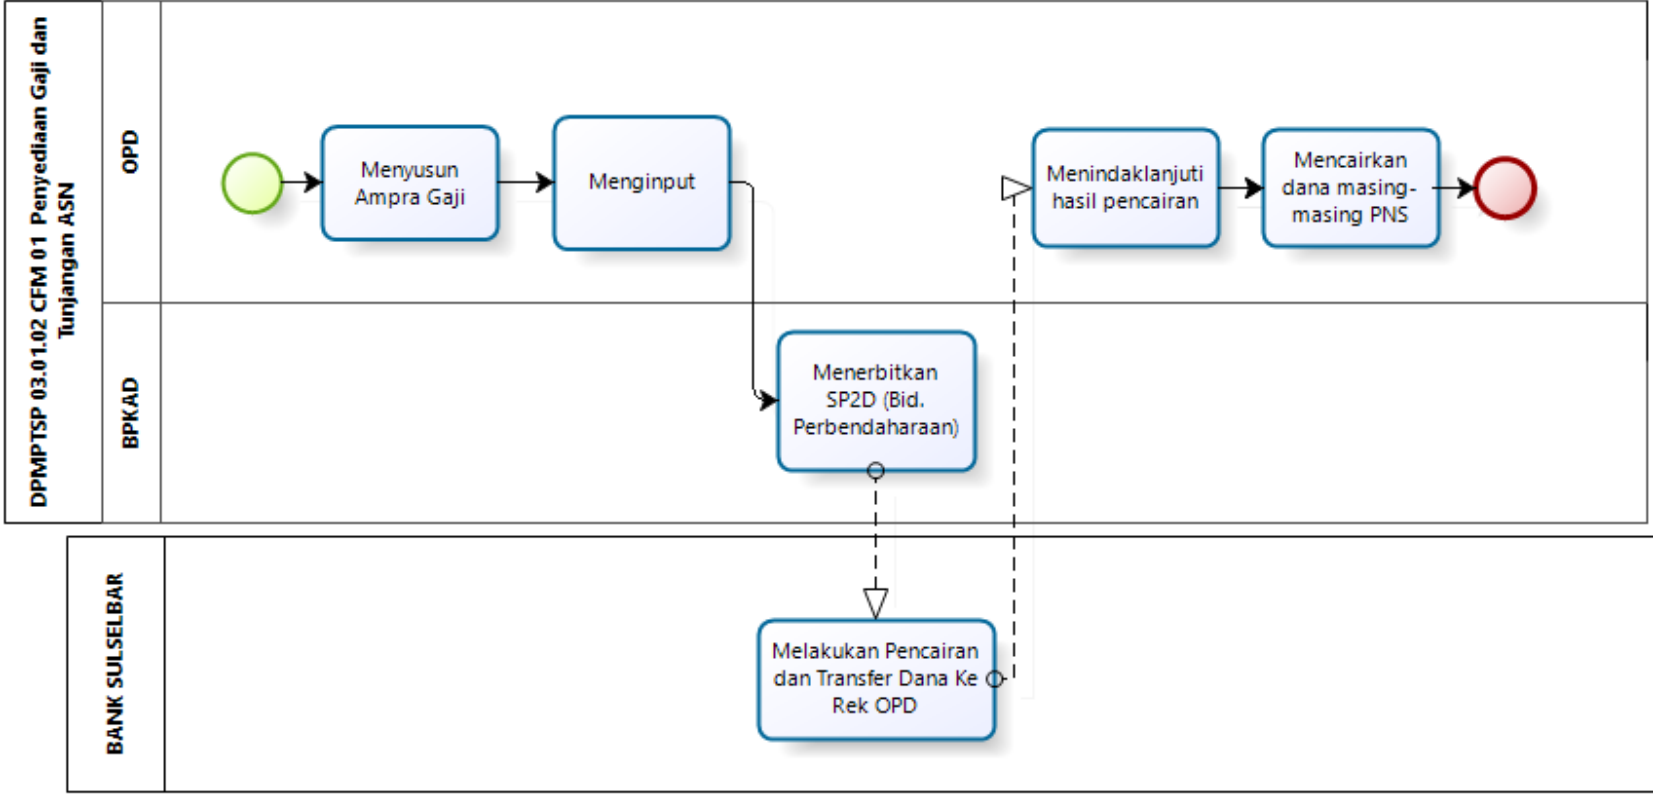 DPMPTSP 03.01.02 CFM 01 Penyediaan Gaji dan
Tunjangan ASN
OPD
Menyusun
Ampra Gaji
Menginput
Menindaklanjuti
hasil pencairan
Mencairkan
dana masing-
masing PNS
BPKAD
Menerbitkan
SP2D (Bid.
Perbendaharaan)
BANK SULSELBAR
Melakukan Pencairan
dan Transfer Dana Ke
Rek OPD